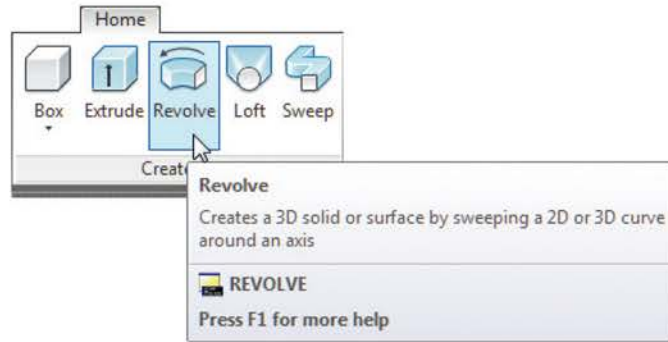 Home
Box Extrude Revolve Loft Sweep
Create
Revolve
Creates a 3D solid or surface by sweeping a 2D or 3D curve
around an axis
REVOLVE
Press F1 for more help